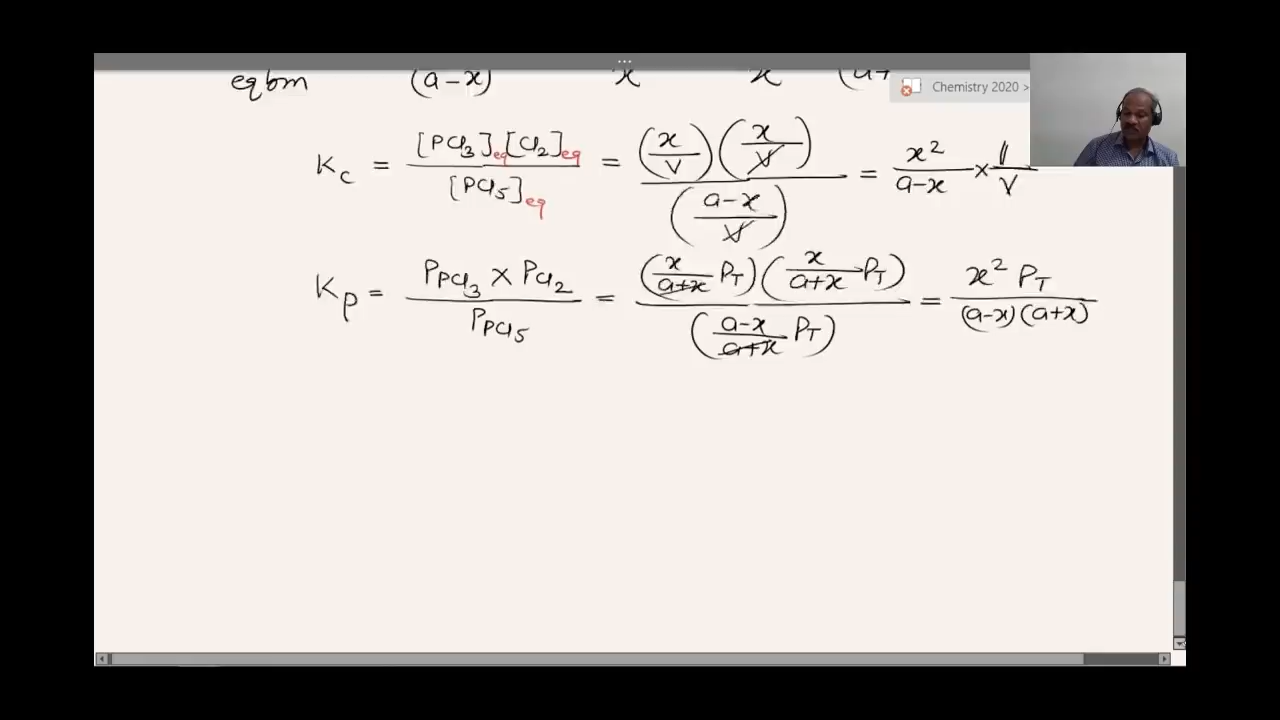 eqbm (a-x) x x (a+
Chemistry 2020 >
Kc = [PCl3]eq [Cl2]eq / [PCl5]eq = (x/V)(x/V) / ((a-x)/V) = x²/(a-x) × 1/V
Kp = PPCl3 × PCl2 / PPCl5 = (x/(a+x) PT)(x/(a+x) PT) / ((a-x)/(a+x) PT) = x² PT / (a-x)(a+x)